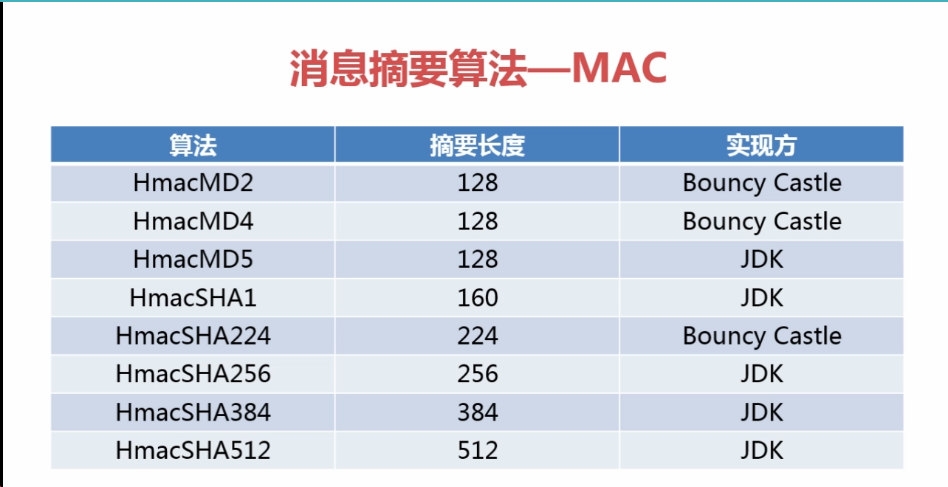 消息摘要算法—MAC
算法 摘要长度 实现方
HmacMD2 128 Bouncy Castle
HmacMD4 128 Bouncy Castle
HmacMD5 128 JDK
HmacSHA1 160 JDK
HmacSHA224 224 Bouncy Castle
HmacSHA256 256 JDK
HmacSHA384 384 JDK
HmacSHA512 512 JDK